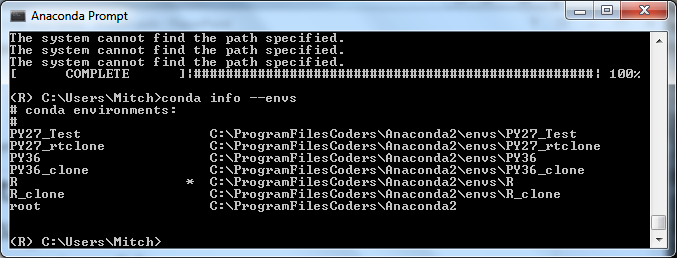 Anaconda Prompt
The system cannot find the path specified.
The system cannot find the path specified.
The system cannot find the path specified.
[      COMPLETE      ]|##################################################| 100%
(R) C:\Users\Mitch>conda info --envs
# conda environments:
#
PY27_Test                C:\ProgramFilesCoders\Anaconda2\envs\PY27_Test
PY27_rtclone             C:\ProgramFilesCoders\Anaconda2\envs\PY27_rtclone
PY36                     C:\ProgramFilesCoders\Anaconda2\envs\PY36
PY36_clone               C:\ProgramFilesCoders\Anaconda2\envs\PY36_clone
R                     *  C:\ProgramFilesCoders\Anaconda2\envs\R
R_clone                  C:\ProgramFilesCoders\Anaconda2\envs\R_clone
root                     C:\ProgramFilesCoders\Anaconda2
(R) C:\Users\Mitch>